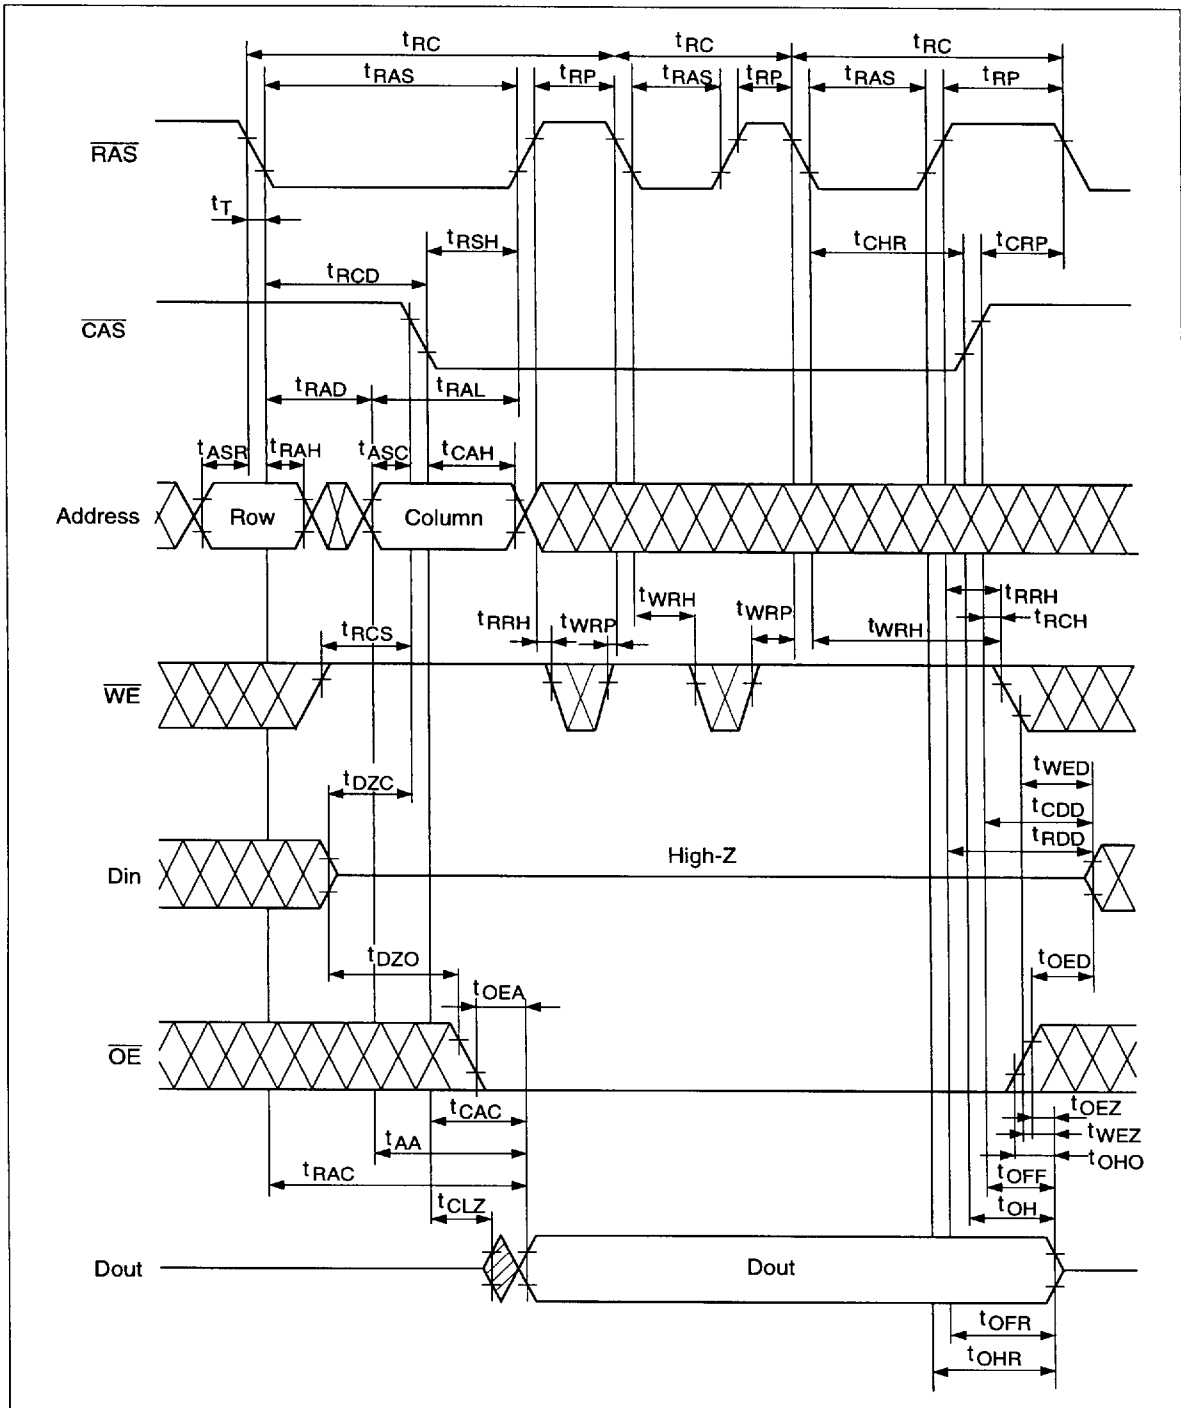 tRC tRC tRC
tRAS tRP tRAS tRP tRAS tRP
RAS
tT
tRSH tCHR tCRP
tRCD
CAS
tRAD tRAL
tASR tRAH tASC tCAH
Address Row Column
tRRH
tWRH tWRP
tRRH tWRP tWRH tRCH
tRCS
WE
tWED
tDZC
tCDD
tRDD
High-Z
Din
tDZO tOED
tOEA
OE
tCAC tOEZ
tAA tWEZ
tOHO
tRAC tOFF
tCLZ tOH
Dout Dout
tOFR
tOHR